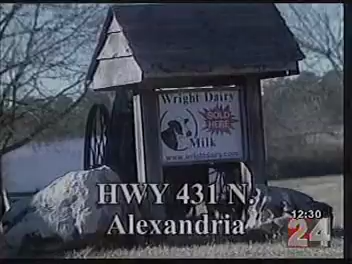 Wright Dairy
SOLD
HERE
Milk
www.wrightdairy.com
HWY 431 N.
Alexandria
12:30
24